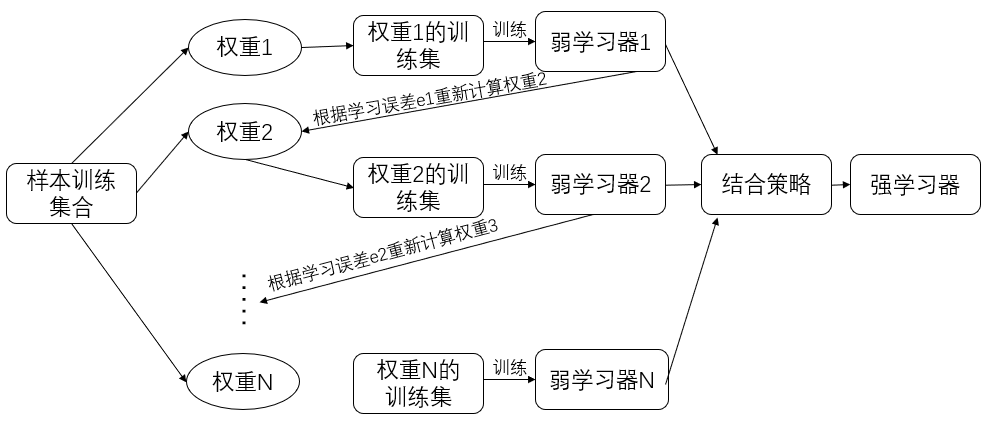 权重1
权重1的训
练集
训练
弱学习器1
根据学习误差e1重新计算权重2
权重2
样本训练
集合
权重2的训
练集
训练
弱学习器2
结合策略
强学习器
根据学习误差e2重新计算权重3
权重N
权重N的
训练集
训练
弱学习器N